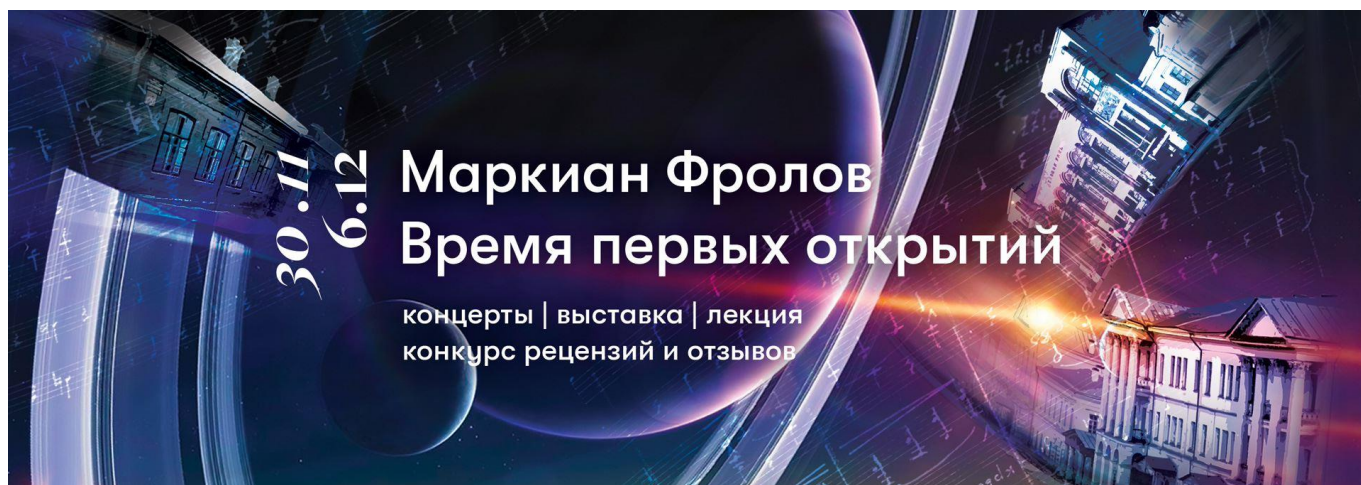 30.11
6.12
Маркиан Фролов
Время первых открытий
концерты | выставка | лекция
конкурс рецензий и отзывов